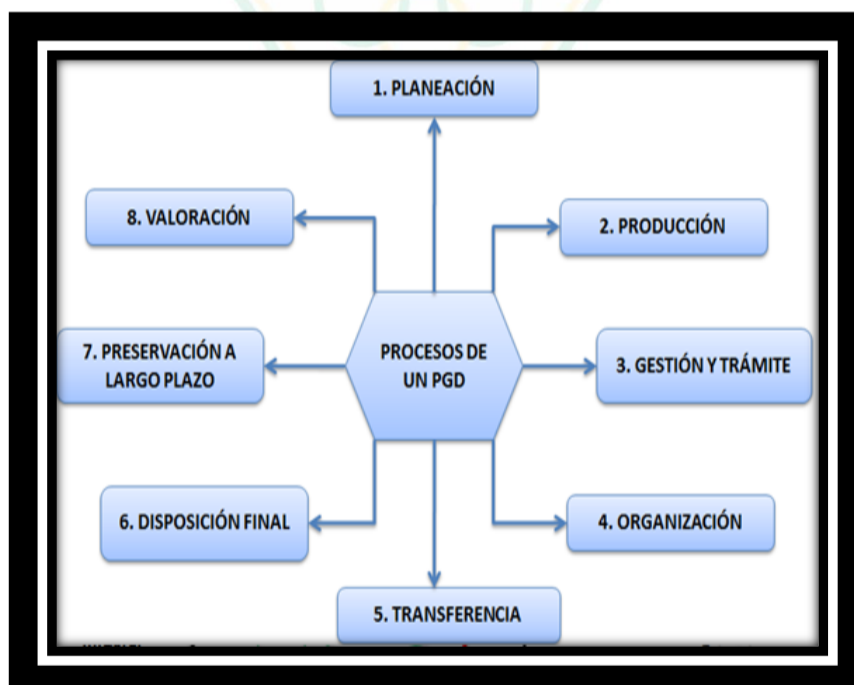 1. PLANEACIÓN
8. VALORACIÓN
2. PRODUCCIÓN
7. PRESERVACIÓN A
LARGO PLAZO
PROCESOS DE
UN PGD
3. GESTIÓN Y TRÁMITE
6. DISPOSICIÓN FINAL
4. ORGANIZACIÓN
5. TRANSFERENCIA